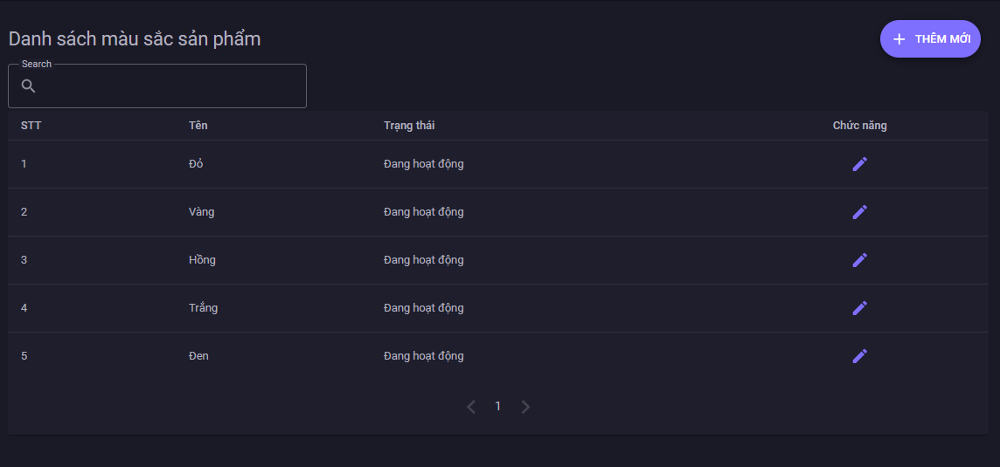 Danh sách màu sắc sản phẩm
THÊM MỚI
Search
STT Tên Trạng thái Chức năng
1 Đỏ Đang hoạt động
2 Vàng Đang hoạt động
3 Hồng Đang hoạt động
4 Trắng Đang hoạt động
5 Đen Đang hoạt động
1